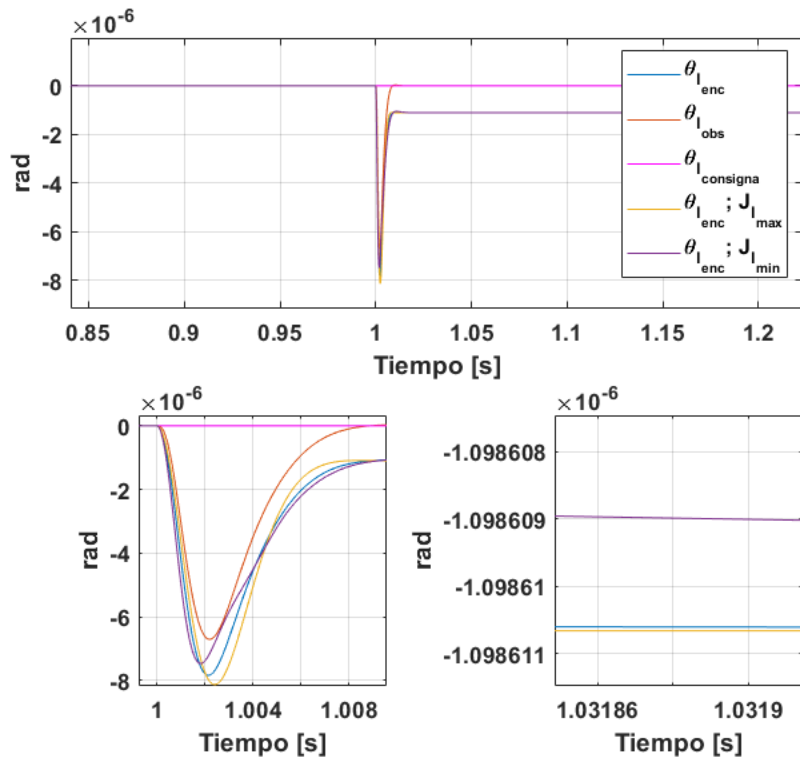 ×10⁻⁶
0
-2
-4
-6
-8
rad
0.85 0.9 0.95 1 1.05 1.1 1.15 1.2
Tiempo [s]
θ_l_enc
θ_l_obs
θ_l_consigna
θ_l_enc ; J_l_max
θ_l_enc ; J_l_min
×10⁻⁶
0
-2
-4
-6
-8
rad
1 1.004 1.008
Tiempo [s]
×10⁻⁶
-1.098608
-1.098609
-1.09861
-1.098611
rad
1.03186 1.0319
Tiempo [s]